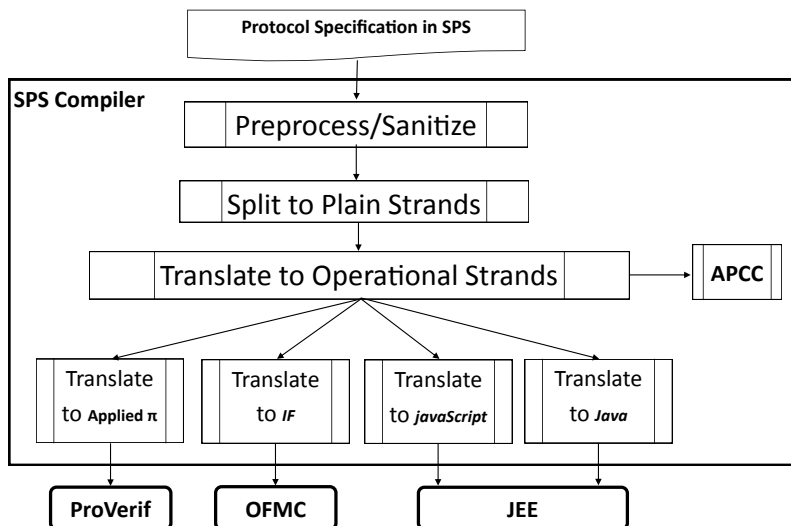 Protocol Specification in SPS
SPS Compiler
Preprocess/Sanitize
Split to Plain Strands
Translate to Operational Strands
APCC
Translate
to Applied π
Translate
to IF
Translate
to javaScript
Translate
to Java
ProVerif
OFMC
JEE